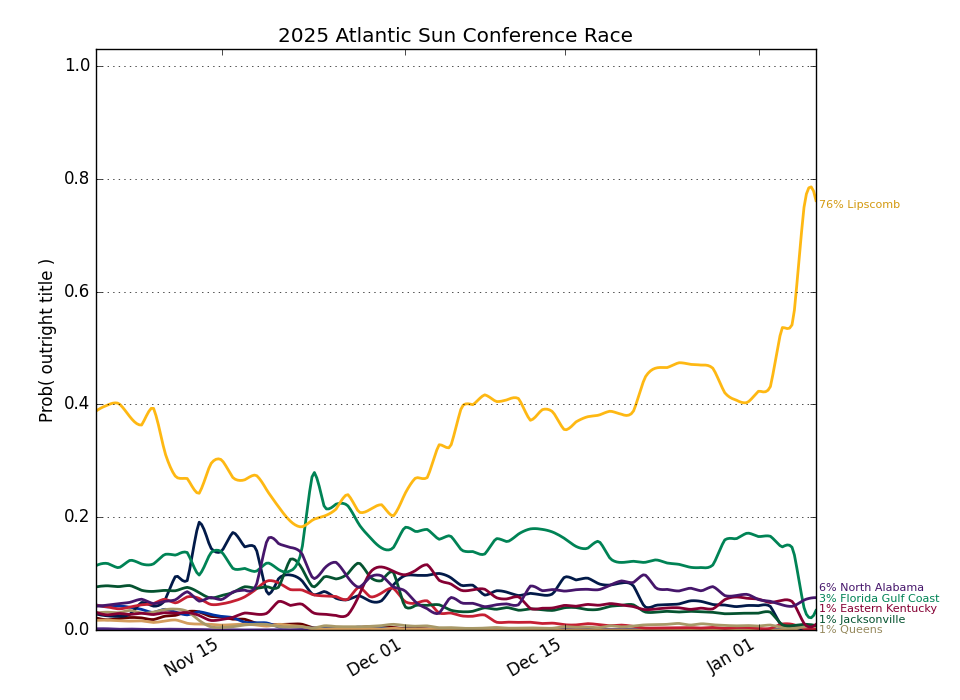 2025 Atlantic Sun Conference Race
Prob( outright title )
1.0
0.8
0.6
0.4
0.2
0.0
Nov 15
Dec 01
Dec 15
Jan 01
76% Lipscomb
6% North Alabama
3% Florida Gulf Coast
1% Eastern Kentucky
1% Jacksonville
1% Queens